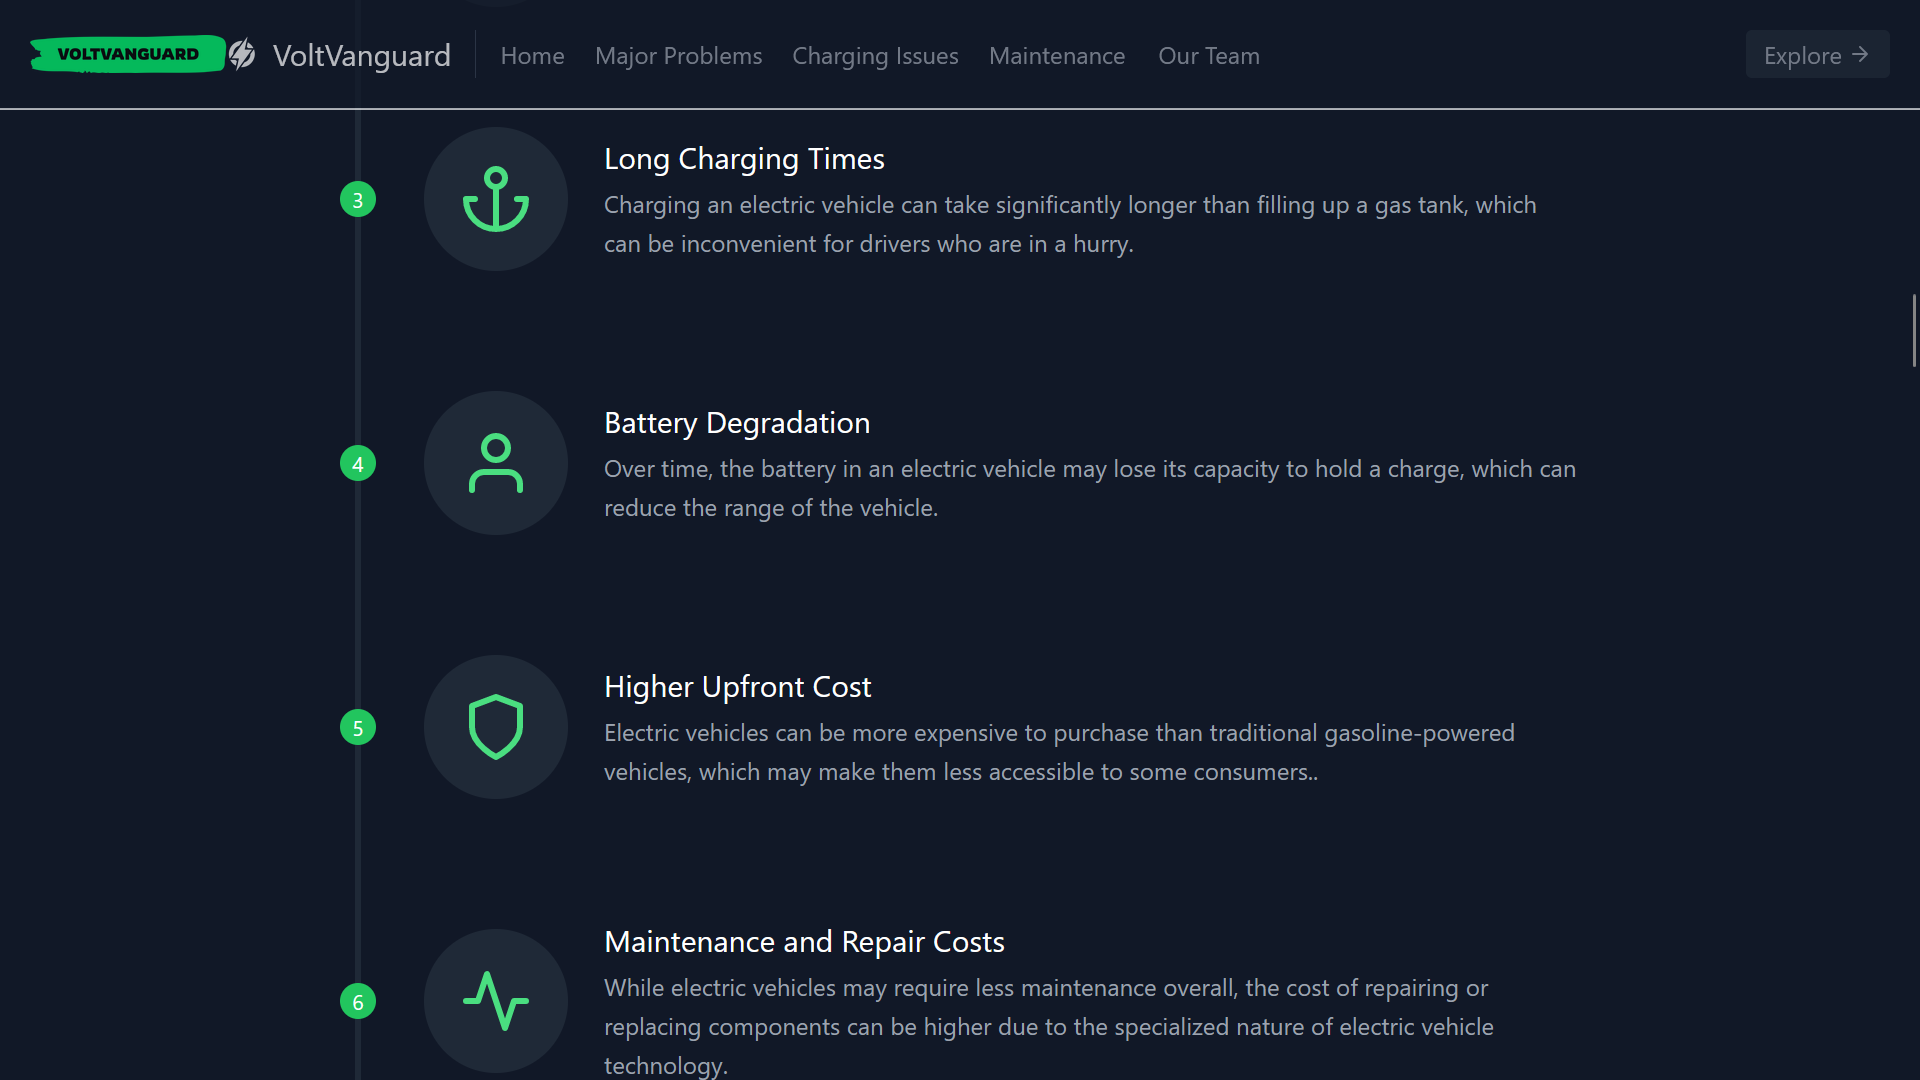 VOLTVANGUARD VoltVanguard Home Major Problems Charging Issues Maintenance Our Team Explore →
3
Long Charging Times
Charging an electric vehicle can take significantly longer than filling up a gas tank, which
can be inconvenient for drivers who are in a hurry.
4
Battery Degradation
Over time, the battery in an electric vehicle may lose its capacity to hold a charge, which can
reduce the range of the vehicle.
5
Higher Upfront Cost
Electric vehicles can be more expensive to purchase than traditional gasoline-powered
vehicles, which may make them less accessible to some consumers..
6
Maintenance and Repair Costs
While electric vehicles may require less maintenance overall, the cost of repairing or
replacing components can be higher due to the specialized nature of electric vehicle
technology.